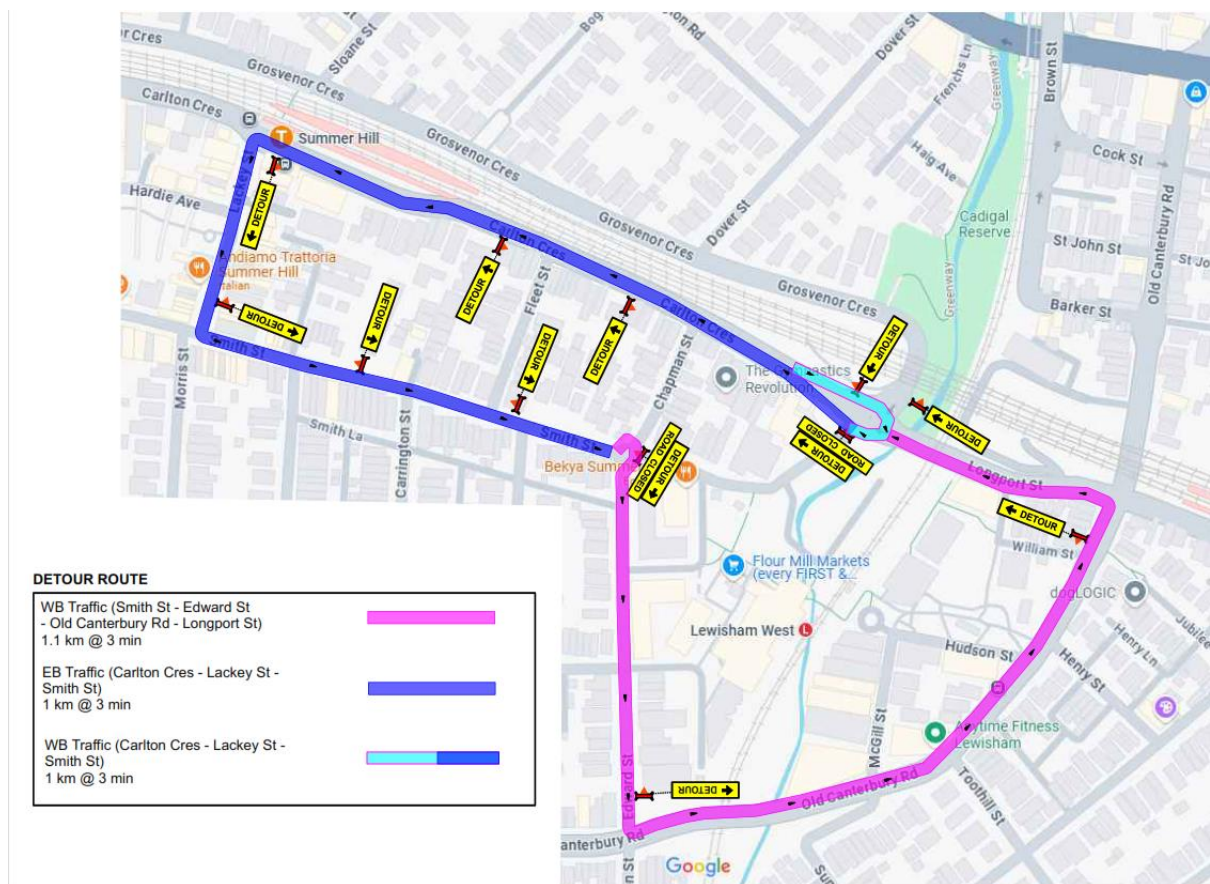 Grosvenor Cres
Sloane St
Carlton Cres
Grosvenor Cres
Summer Hill
Lackey St
Hardie Ave
Andiamo Trattoria
Summer Hill
Italian
Morris St
Smith St
Smith La
Carrington St
Fleet St
Smith St
Carlton Cres
Carlton Cres
Grosvenor Cres
Grosvenor Cres
Grosvenor Cres
Dover St
Dover St
Frenchs Ln
Haig Ave
Greenway
Greenway
Cadigal
Reserve
Brown St
Cock St
St John St
Barker St
Old Canterbury Rd
Chapman St
The Gymnastics
Revolution
DETOUR
DETOUR
DETOUR
DETOUR
DETOUR
DETOUR
DETOUR
DETOUR
ROAD CLOSED
DETOUR
ROAD CLOSED
DETOUR
DETOUR
DETOUR
Longport St
William St
dogLOGIC
Flour Mill Markets
(every FIRST &...
Lewisham West
Hudson St
Henry St
Henry Ln
Jubilee
McGill St
Anytime Fitness
Lewisham
Toothill St
Old Canterbury Rd
Edward St
Google
DETOUR ROUTE
WB Traffic (Smith St - Edward St
- Old Canterbury Rd - Longport St)
1.1 km @ 3 min
EB Traffic (Carlton Cres - Lackey St -
Smith St)
1 km @ 3 min
WB Traffic (Carlton Cres - Lackey St -
Smith St)
1 km @ 3 min